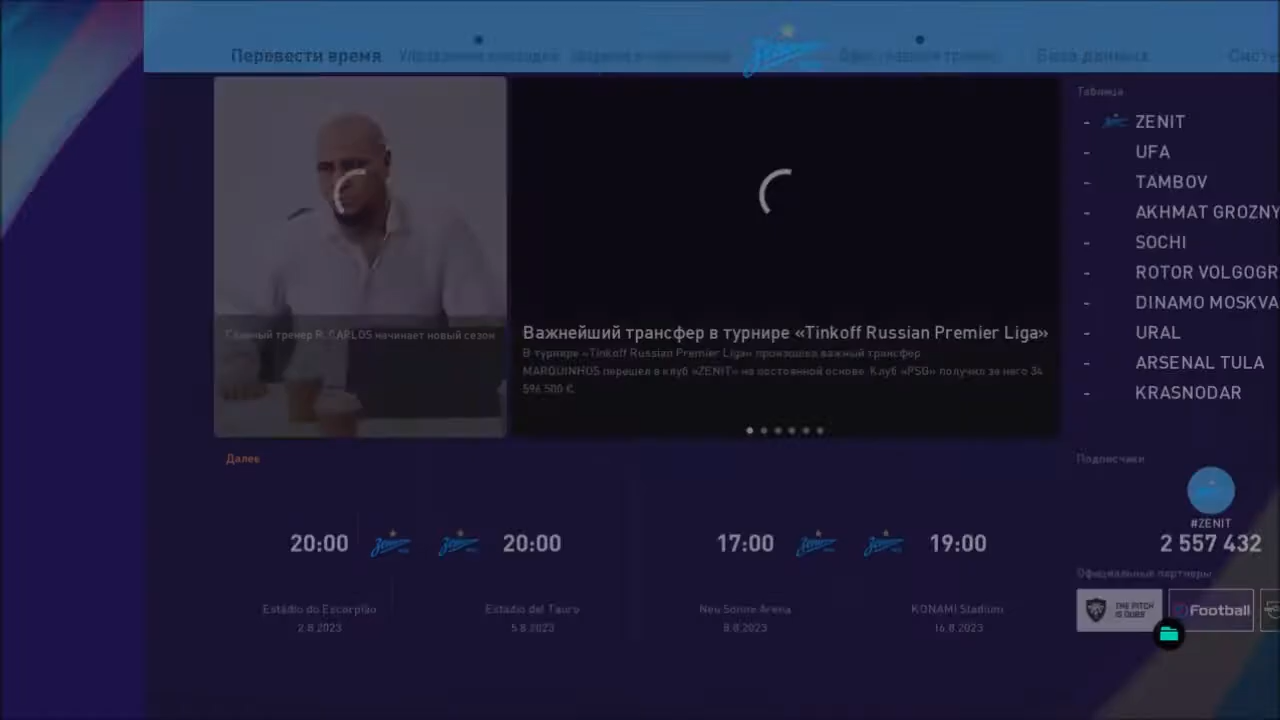 Перевести время
База данных
Таблица
- ZENIT
- UFA
- TAMBOV
- AKHMAT GROZNY
- SOCHI
- ROTOR VOLGOGR
- DINAMO MOSKVA
- URAL
- ARSENAL TULA
- KRASNODAR
Главный тренер R. CARLOS начинает новый сезон
Важнейший трансфер в турнире «Tinkoff Russian Premier Liga»
В турнире «Tinkoff Russian Premier Liga» произошел важный трансфер
MARQUINHOS перешел в клуб «ZENIT» на постоянной основе. Клуб «PSG» получил за него 34
596 500 €.
Далее
20:00
20:00
17:00
19:00
Estádio do Escorpião
2.8.2023
Estadio del Tauro
5.8.2023
Neu Sonne Arena
8.8.2023
KONAMI Stadium
16.8.2023
Подписчики
#ZENIT
2 557 432
Официальные партнеры
THE PITCH
IS OURS
eFootball